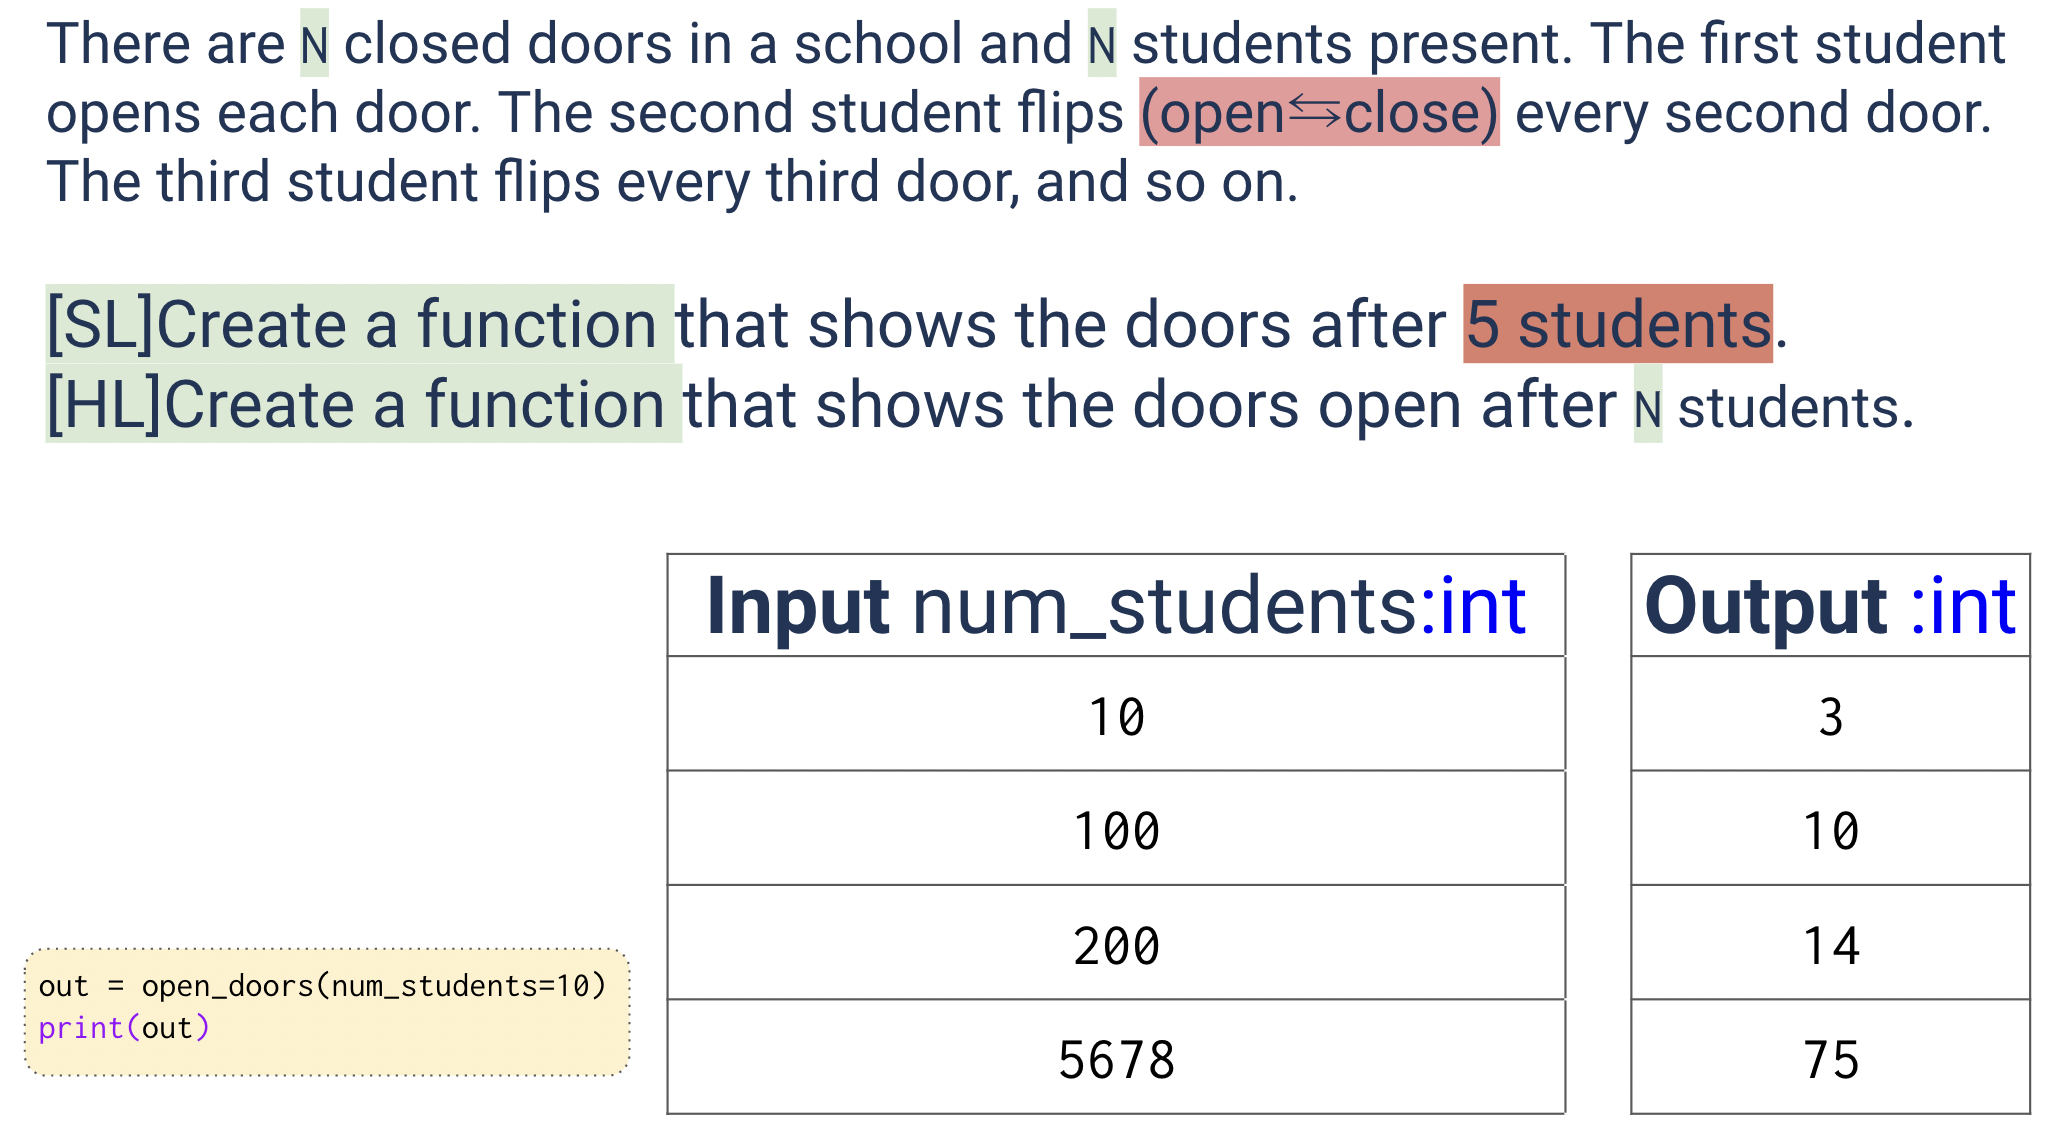 There are N closed doors in a school and N students present. The first student
opens each door. The second student flips (open⇆close) every second door.
The third student flips every third door, and so on.
[SL]Create a function that shows the doors after 5 students.
[HL]Create a function that shows the doors open after N students.
Input num_students:int Output :int
10 3
100 10
200 14
5678 75
out = open_doors(num_students=10)
print(out)